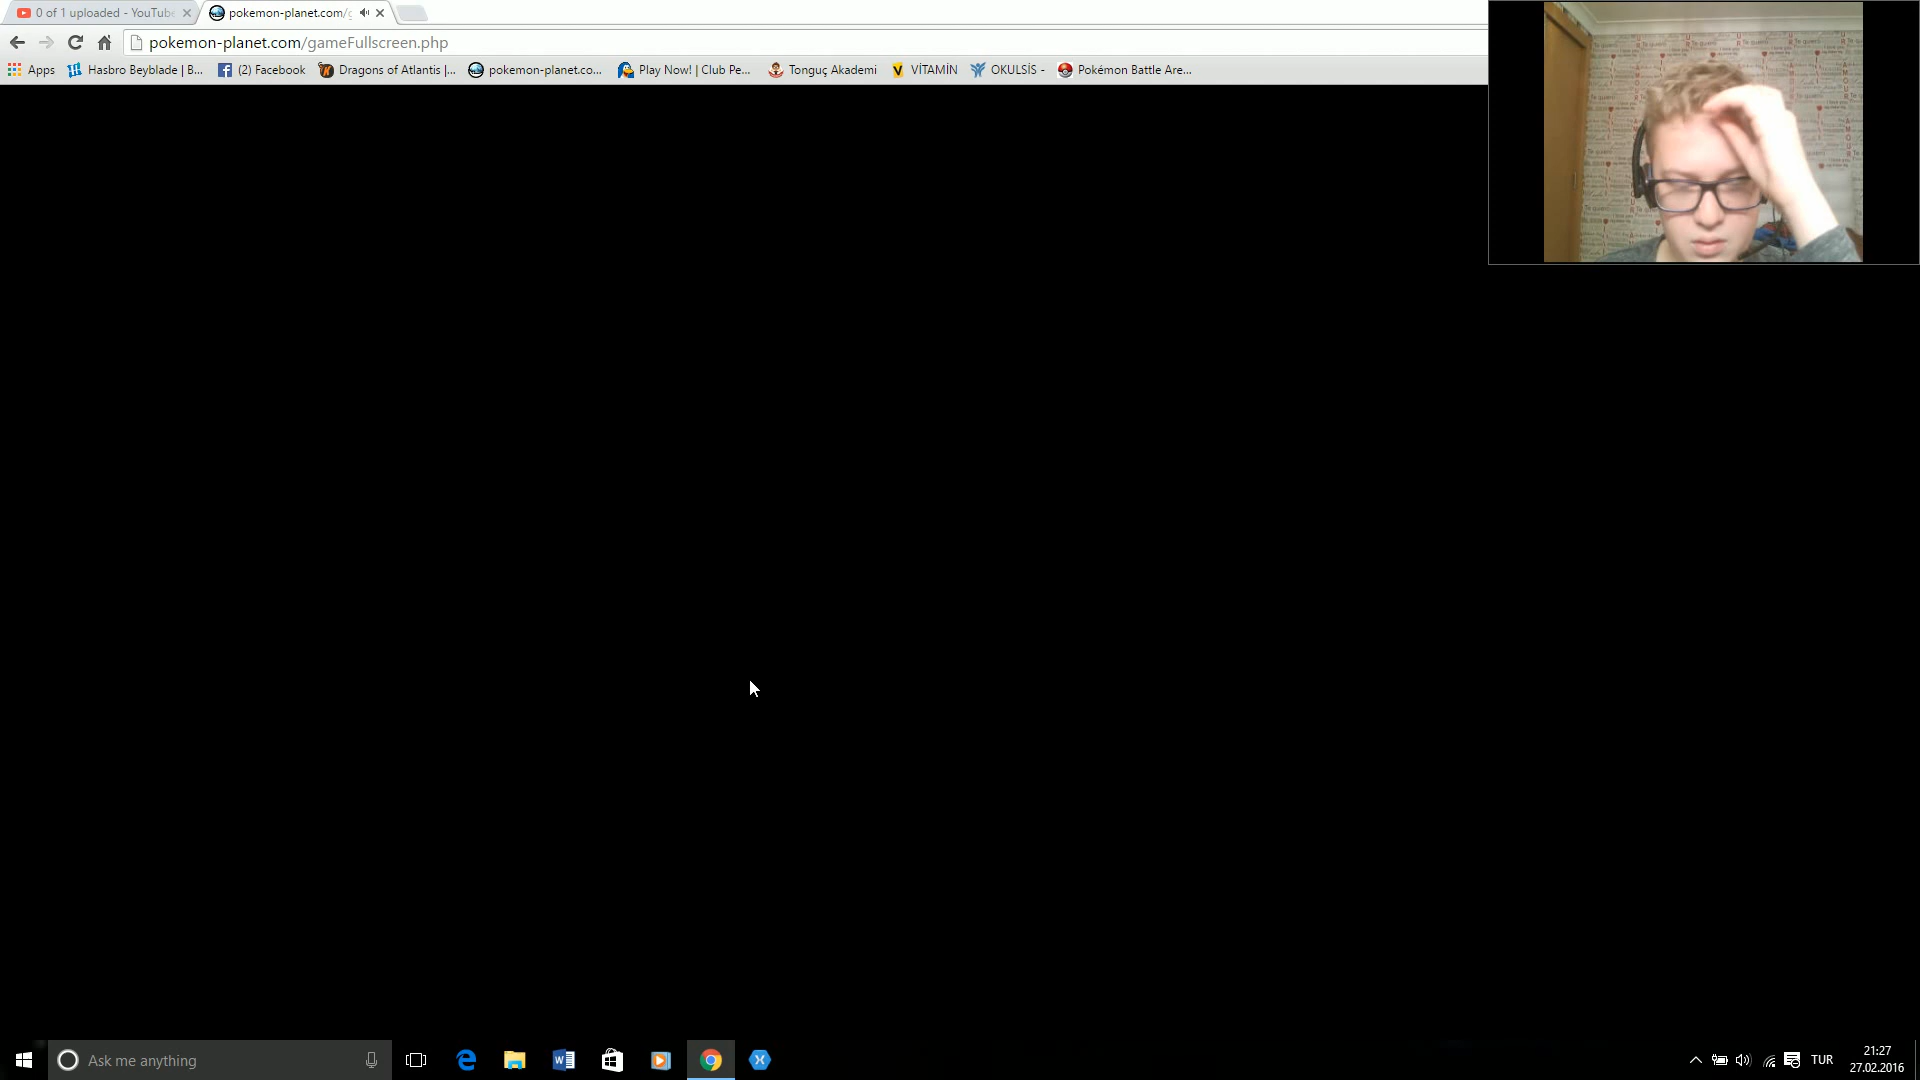 0 of 1 uploaded - YouTube
pokemon-planet.com/g
pokemon-planet.com/gameFullscreen.php
Apps
Hasbro Beyblade | B...
(2) Facebook
Dragons of Atlantis |...
pokemon-planet.co...
Play Now! | Club Pe...
Tonguç Akademi
VİTAMİN
OKULSİS -
Pokémon Battle Are...
Ask me anything
TUR
21:27
27.02.2016